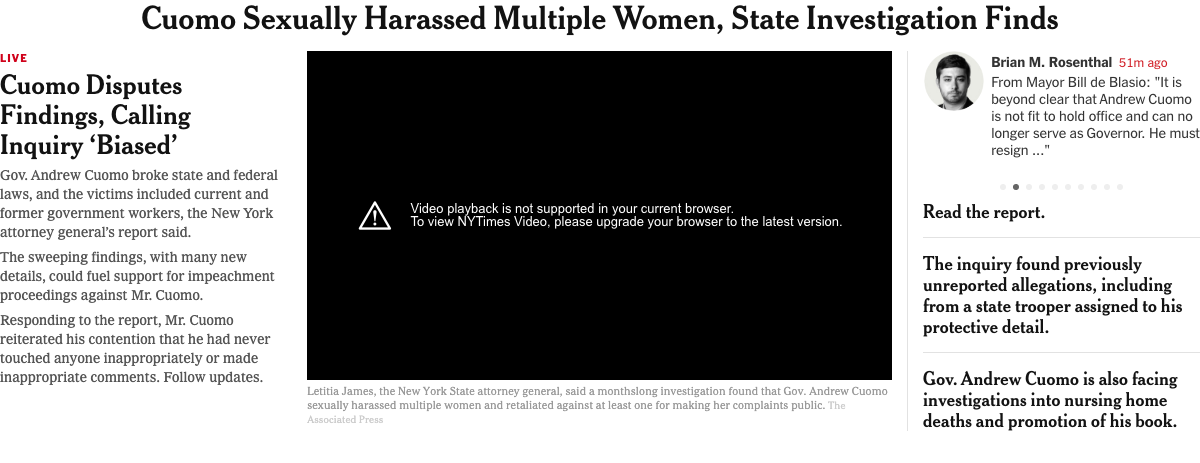 Cuomo Sexually Harassed Multiple Women, State Investigation Finds
LIVE
Cuomo Disputes
Findings, Calling
Inquiry ‘Biased’
Gov. Andrew Cuomo broke state and federal
laws, and the victims included current and
former government workers, the New York
attorney general’s report said.
The sweeping findings, with many new
details, could fuel support for impeachment
proceedings against Mr. Cuomo.
Responding to the report, Mr. Cuomo
reiterated his contention that he had never
touched anyone inappropriately or made
inappropriate comments. Follow updates.
Video playback is not supported in your current browser.
To view NYTimes Video, please upgrade your browser to the latest version.
Letitia James, the New York State attorney general, said a monthslong investigation found that Gov. Andrew Cuomo
sexually harassed multiple women and retaliated against at least one for making her complaints public. The
Associated Press
Brian M. Rosenthal 51m ago
From Mayor Bill de Blasio: "It is
beyond clear that Andrew Cuomo
is not fit to hold office and can no
longer serve as Governor. He must
resign ..."
Read the report.
The inquiry found previously
unreported allegations, including
from a state trooper assigned to his
protective detail.
Gov. Andrew Cuomo is also facing
investigations into nursing home
deaths and promotion of his book.